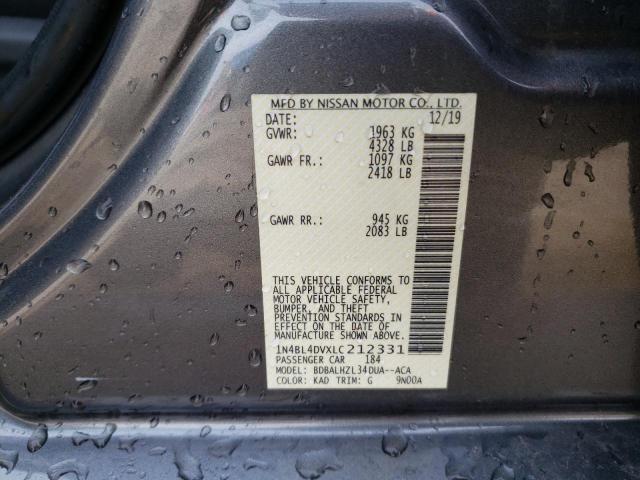 MFD BY NISSAN MOTOR CO., LTD.
DATE: 12/19
GVWR: 1963 KG
4328 LB
GAWR FR.: 1097 KG
2418 LB
GAWR RR.: 945 KG
2083 LB
THIS VEHICLE CONFORMS TO
ALL APPLICABLE FEDERAL
MOTOR VEHICLE SAFETY,
BUMPER, AND THEFT
PREVENTION STANDARDS IN
EFFECT ON THE DATE OF
MANUFACTURE SHOWN ABOVE.
1N4BL4DVXLC212331
PASSENGER CAR 184
MODEL: BDBALHZL34DUA--ACA
COLOR: KAD TRIM: G 9N00A